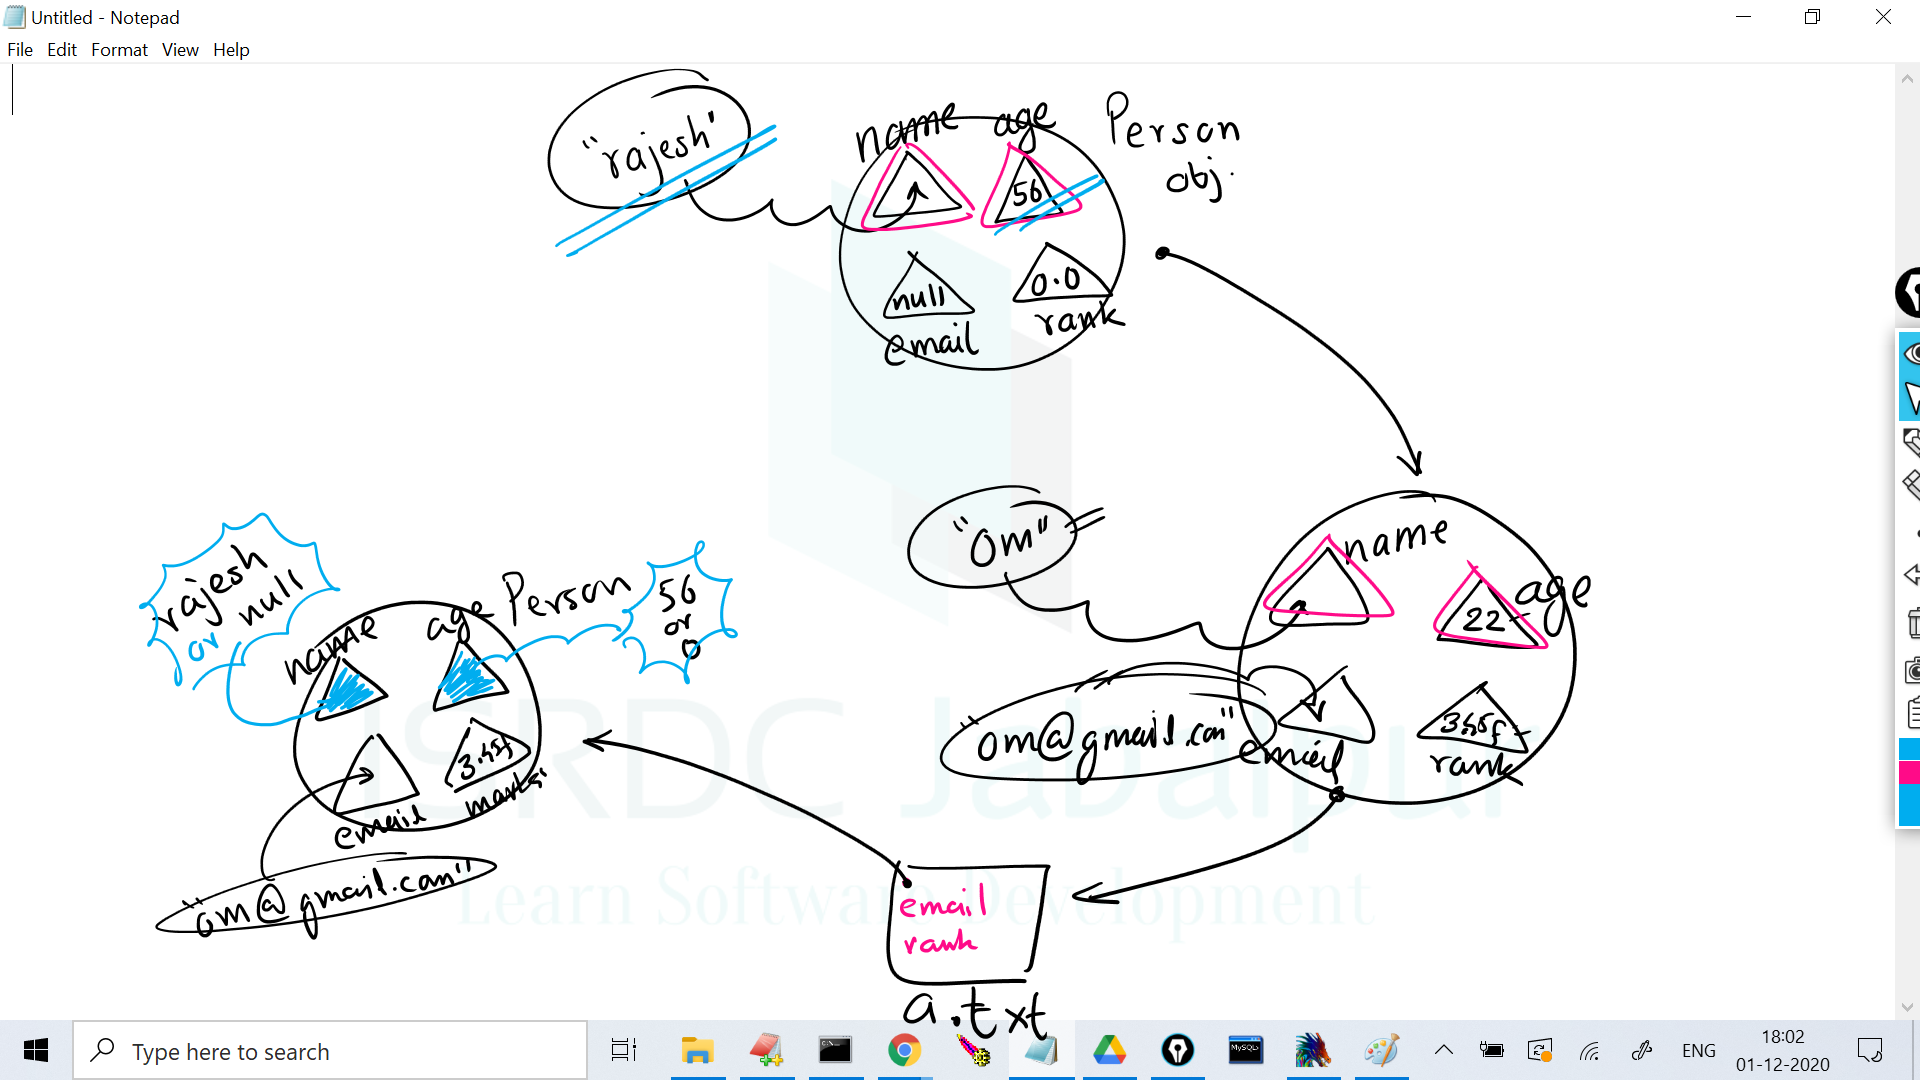 Untitled - Notepad
File Edit Format View Help
"rajesh"
name age Person
obj.
56
null 0.0
email rank
"Om"
name
age
22
"om@gmail.com"
email
rank
rajesh
or null
Person
56
or
0
name age
3.45f
email marks
"om@gmail.com"
email
rank
a.txt
ISRDC Jabalpur
Learn Software Development
Type here to search
MySQL
ENG
18:02
01-12-2020